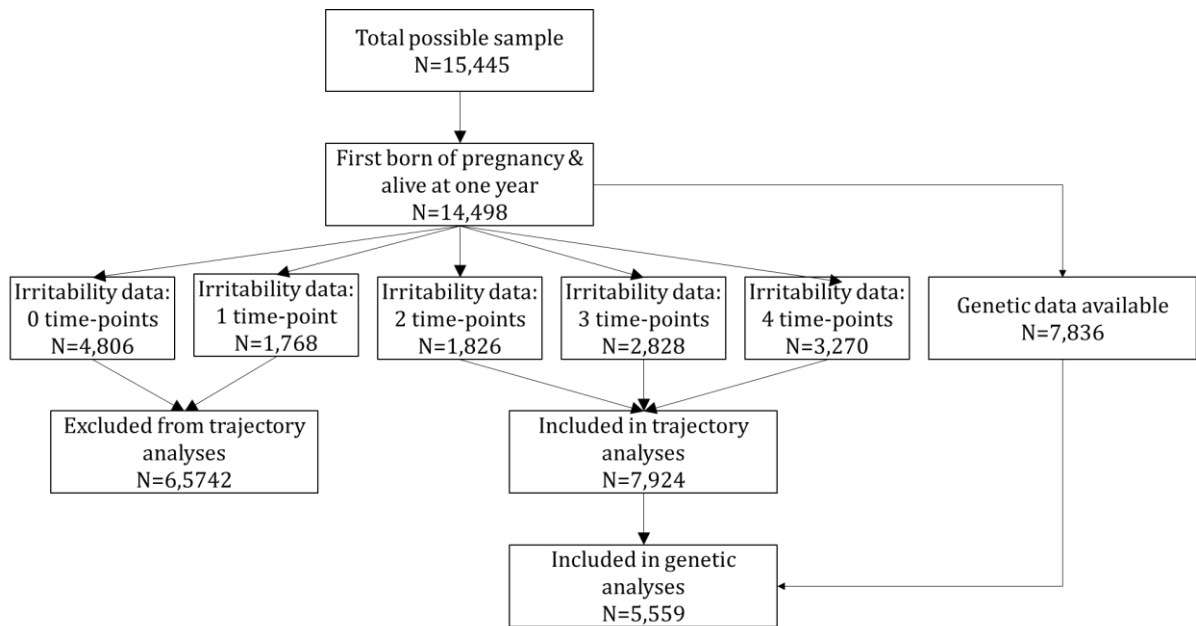 Total possible sample
N=15,445
First born of pregnancy &
alive at one year
N=14,498
Irritability data:
0 time-points
N=4,806
Irritability data:
1 time-point
N=1,768
Irritability data:
2 time-points
N=1,826
Irritability data:
3 time-points
N=2,828
Irritability data:
4 time-points
N=3,270
Genetic data available
N=7,836
Excluded from trajectory
analyses
N=6,5742
Included in trajectory
analyses
N=7,924
Included in genetic
analyses
N=5,559